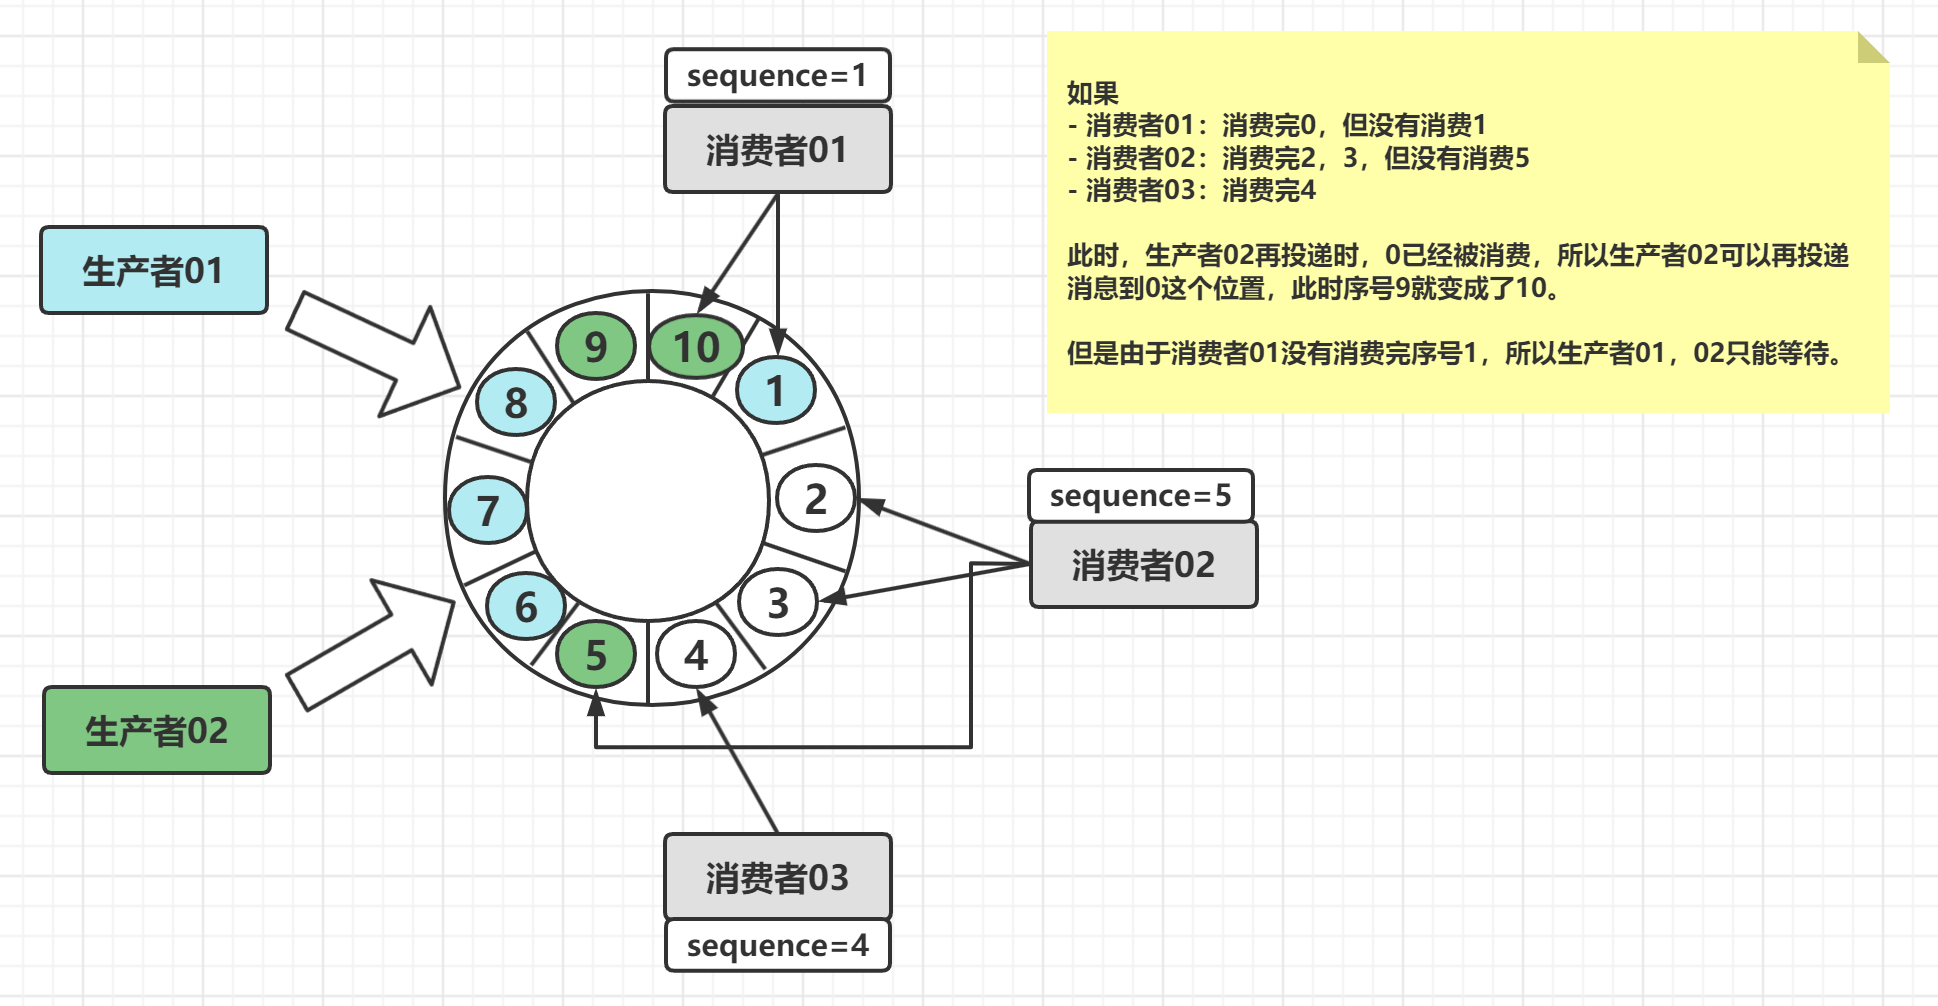 sequence=1
消费者01
如果
- 消费者01：消费完0，但没有消费1
- 消费者02：消费完2，3，但没有消费5
- 消费者03：消费完4
此时，生产者02再投递时，0已经被消费，所以生产者02可以再投递
消息到0这个位置，此时序号9就变成了10。
但是由于消费者01没有消费完序号1，所以生产者01，02只能等待。
生产者01
9
10
8
1
7
2
6
3
5
4
sequence=5
消费者02
生产者02
消费者03
sequence=4